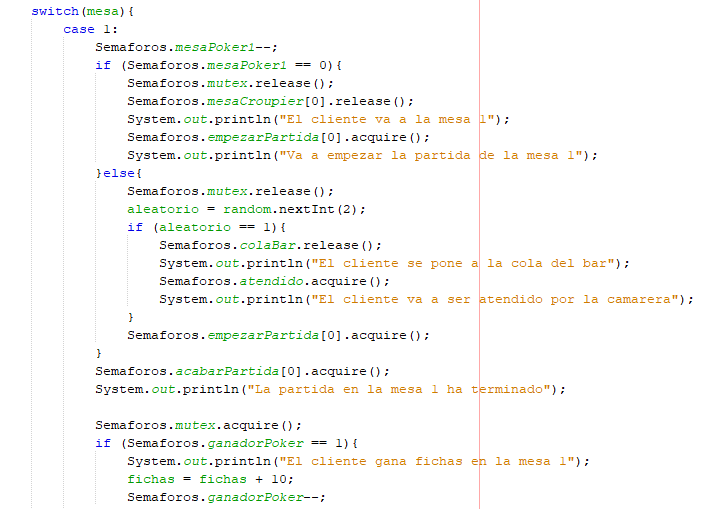 switch(mesa){
case 1:
Semaforos.mesaPoker1--;
if (Semaforos.mesaPoker1 == 0){
Semaforos.mutex.release();
Semaforos.mesaCroupier[0].release();
System.out.println("El cliente va a la mesa 1");
Semaforos.empezarPartida[0].acquire();
System.out.println("Va a empezar la partida de la mesa 1");
}else{
Semaforos.mutex.release();
aleatorio = random.nextInt(2);
if (aleatorio == 1){
Semaforos.colaBar.release();
System.out.println("El cliente se pone a la cola del bar");
Semaforos.atendido.acquire();
System.out.println("El cliente va a ser atendido por la camarera");
}
Semaforos.empezarPartida[0].acquire();
}
Semaforos.acabarPartida[0].acquire();
System.out.println("La partida en la mesa 1 ha terminado");
Semaforos.mutex.acquire();
if (Semaforos.ganadorPoker == 1){
System.out.println("El cliente gana fichas en la mesa 1");
fichas = fichas + 10;
Semaforos.ganadorPoker--;